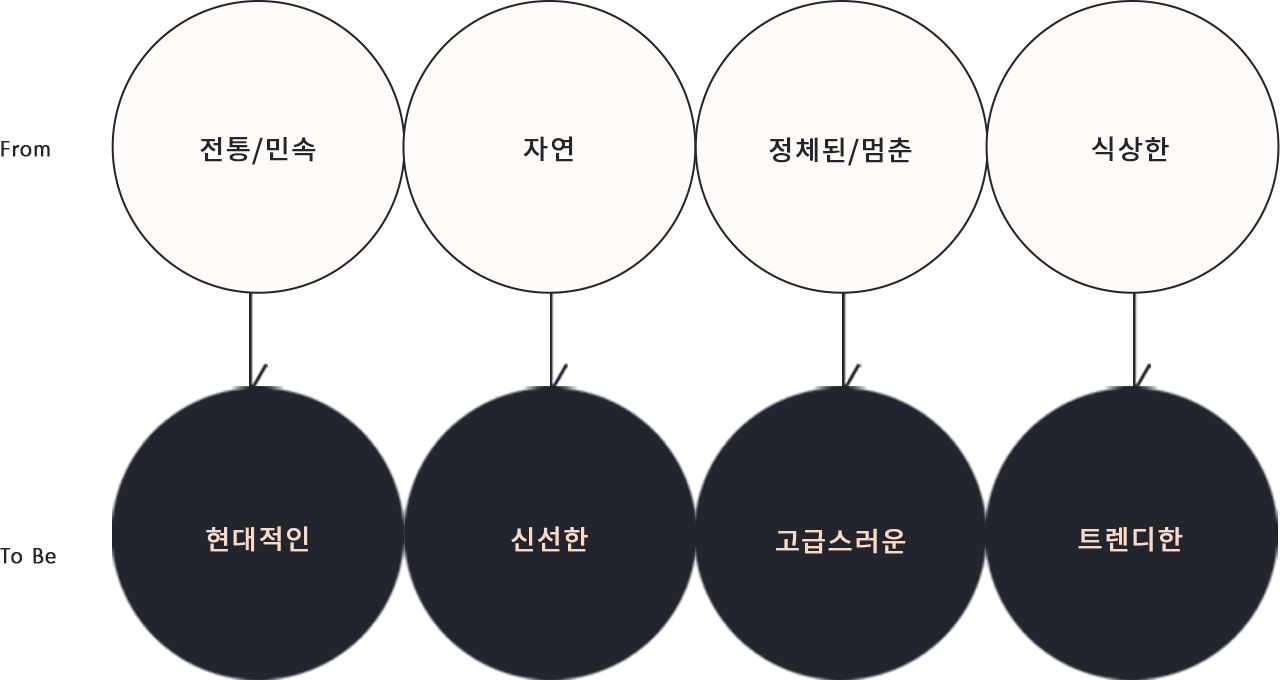 From
전통/민속
자연
정체된/멈춘
식상한
To Be
현대적인
신선한
고급스러운
트렌디한